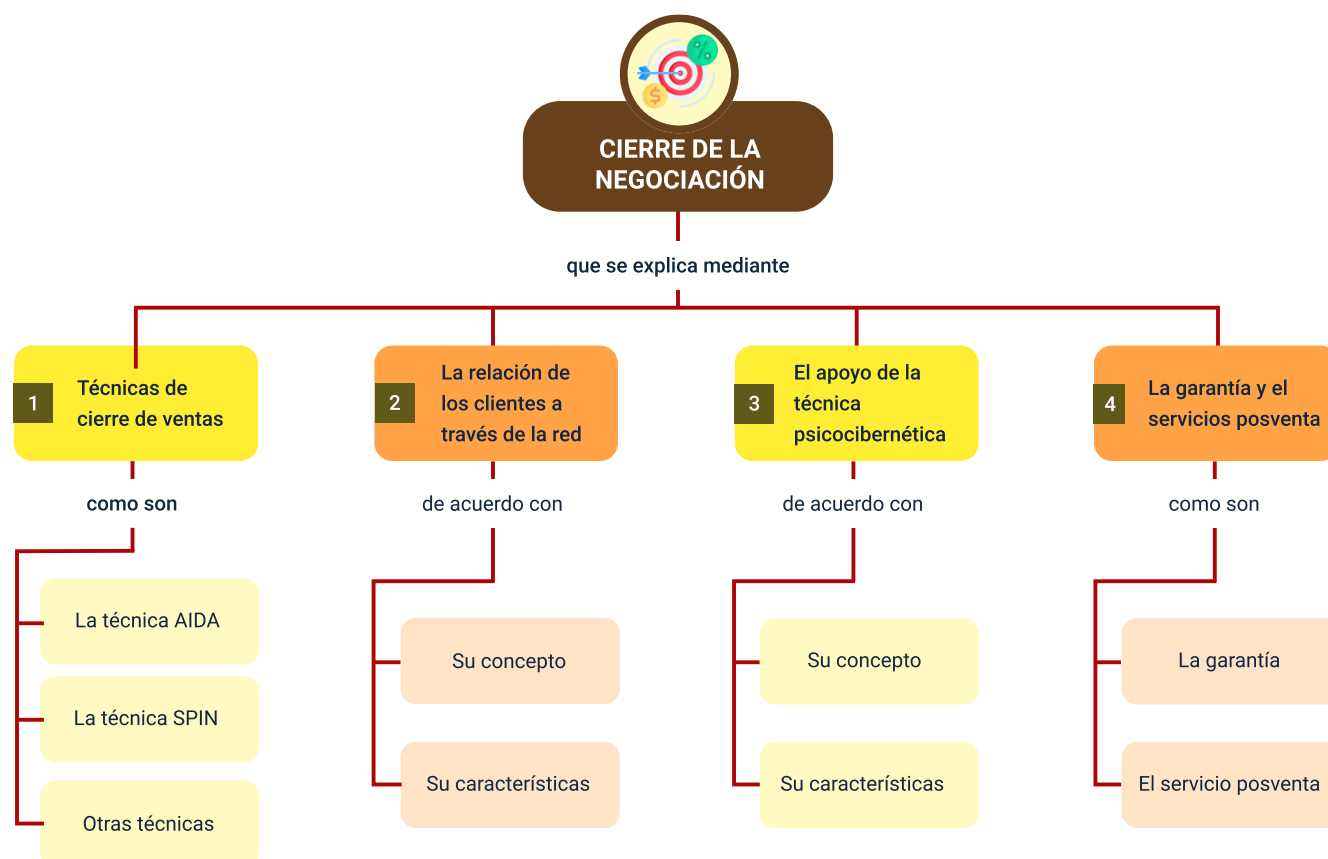 %
$
CIERRE DE LA
NEGOCIACIÓN
que se explica mediante
1
Técnicas de
cierre de ventas
2
La relación de
los clientes a
través de la red
3
El apoyo de la
técnica
psicocibernética
4
La garantía y el
servicios posventa
como son
de acuerdo con
de acuerdo con
como son
La técnica AIDA
La técnica SPIN
Otras técnicas
Su concepto
Su características
Su concepto
Su características
La garantía
El servicio posventa